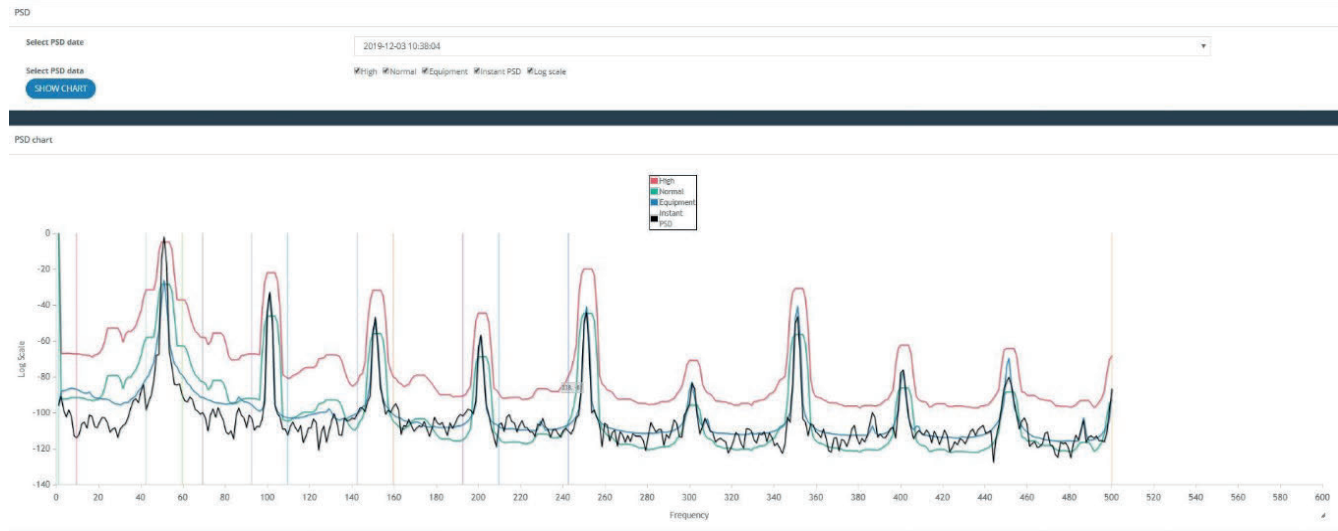 PSD
Select PSD date
2019-12-03 10:38:04
Select PSD data
High Normal Equipment Instant PSD Log scale
SHOW CHART
PSD chart
High
Normal
Equipment
Instant
PSD
Log Scale
0
-20
-40
-60
-80
-100
-120
-140
0 20 40 60 80 100 120 140 160 180 200 220 240 260 280 300 320 340 360 380 400 420 440 460 480 500 520 540 560 580 600
Frequency